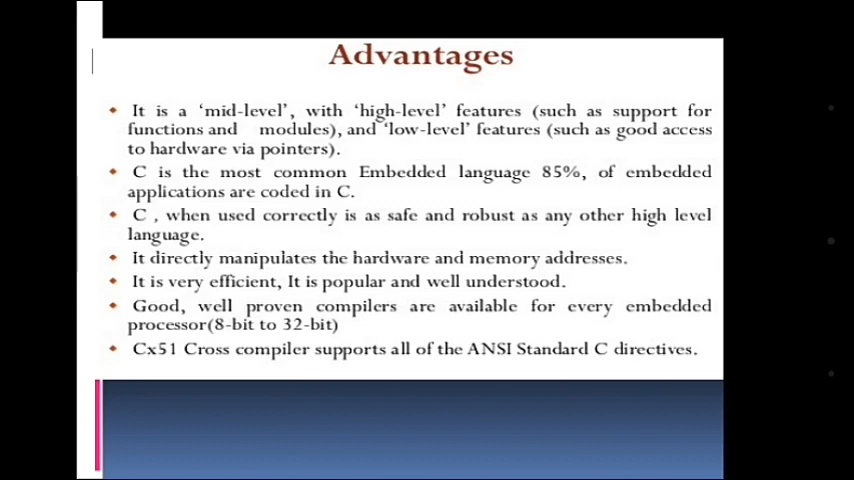 Advantages
It is a ‘mid-level’, with ‘high-level’ features (such as support for
functions and modules), and ‘low-level’ features (such as good access
to hardware via pointers).
C is the most common Embedded language 85%, of embedded
applications are coded in C.
C , when used correctly is as safe and robust as any other high level
language.
It directly manipulates the hardware and memory addresses.
It is very efficient, It is popular and well understood.
Good, well proven compilers are available for every embedded
processor(8-bit to 32-bit)
Cx51 Cross compiler supports all of the ANSI Standard C directives.